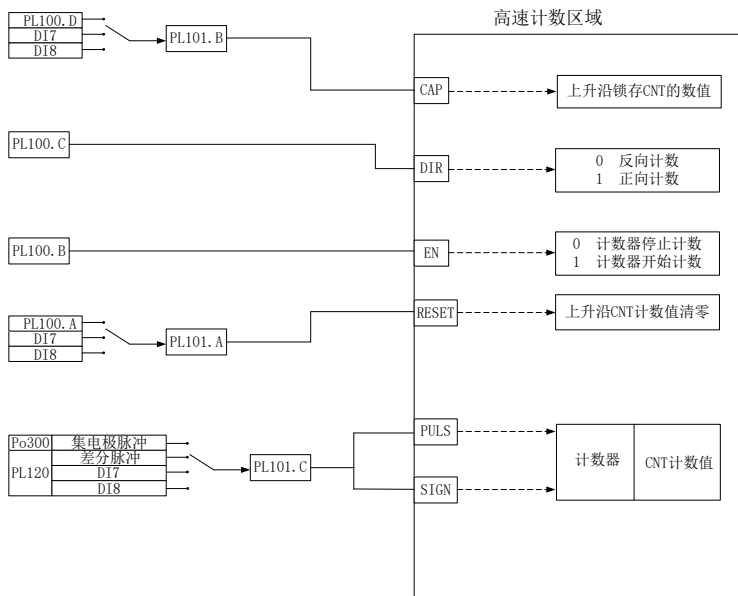 高速计数区域
PL100.D
DI7
DI8
PL101.B
CAP
上升沿锁存CNT的数值
PL100.C
DIR
0 反向计数
1 正向计数
PL100.B
EN
0 计数器停止计数
1 计数器开始计数
PL100.A
DI7
DI8
PL101.A
RESET
上升沿CNT计数值清零
Po300 集电极脉冲
PL120 差分脉冲
DI7
DI8
PL101.C
PULS
SIGN
计数器
CNT计数值